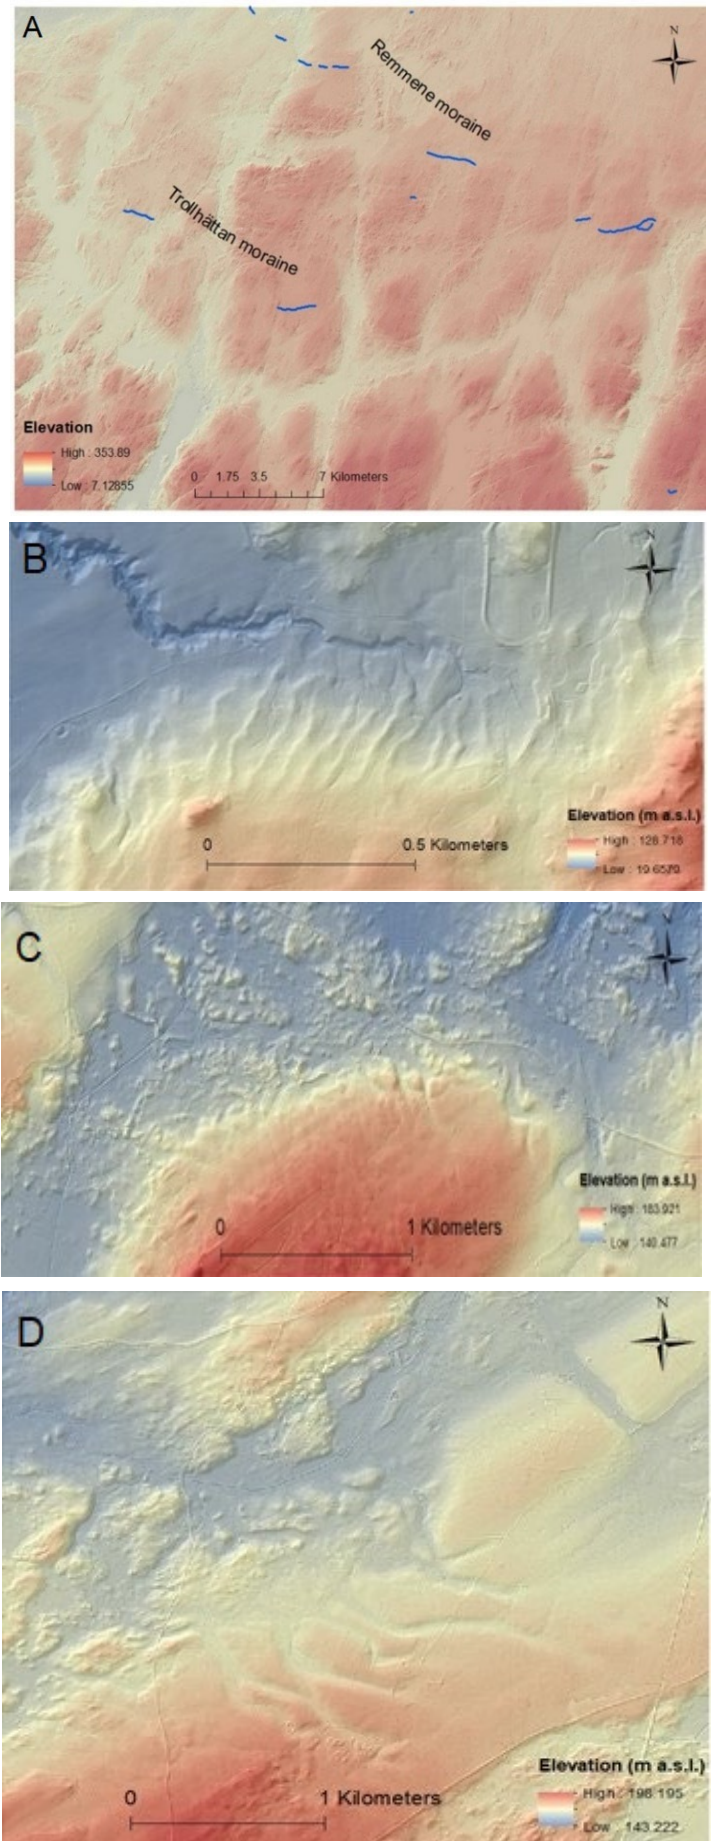 A
N
Remmene moraine
Trollhättan moraine
Elevation
High : 353.89
Low : 7.12855
0 1.75 3.5 7 Kilometers
B
N
Elevation (m a.s.l.)
High : 128.718
Low :
0 0.5 Kilometers
C
Elevation (m a.s.l.)
High : 183.921
Low : 140.477
0 1 Kilometers
D
N
Elevation (m a.s.l.)
High : 198.195
Low : 143.222
0 1 Kilometers